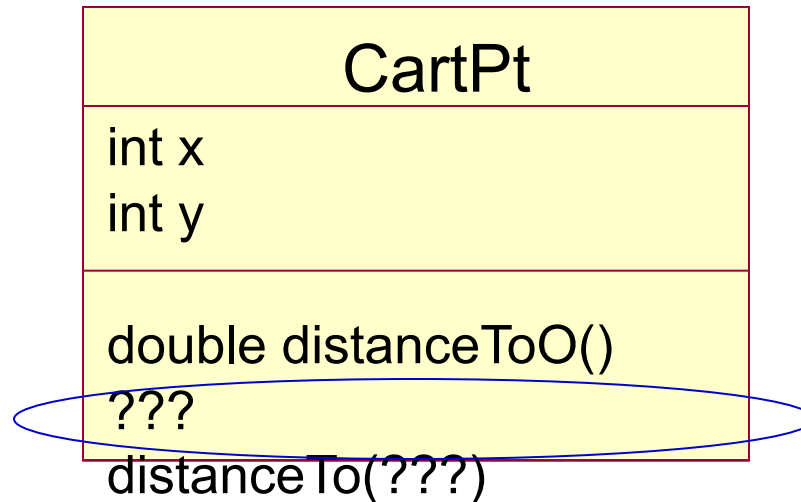 CartPt
int x
int y
double distanceToO()
???
distanceTo(???)